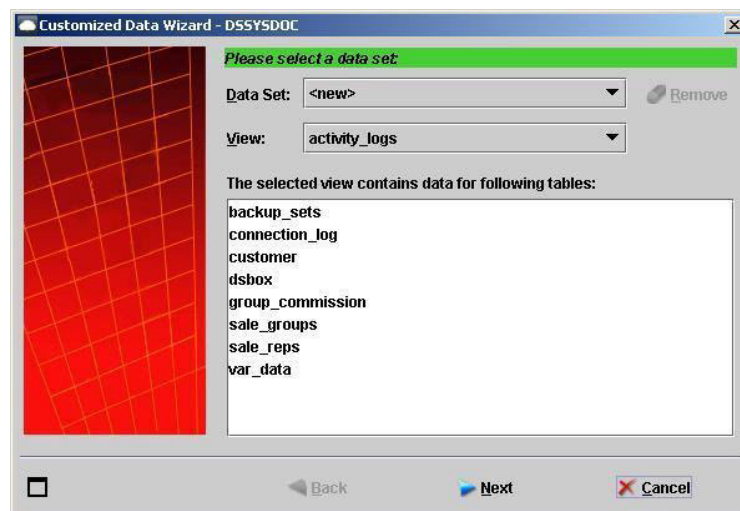 Customized Data Wizard - DSSYSDOC
Please select a data set:
Data Set: <new> Remove
View: activity_logs
The selected view contains data for following tables:
backup_sets
connection_log
customer
dsbox
group_commission
sale_groups
sale_reps
var_data
Back Next Cancel